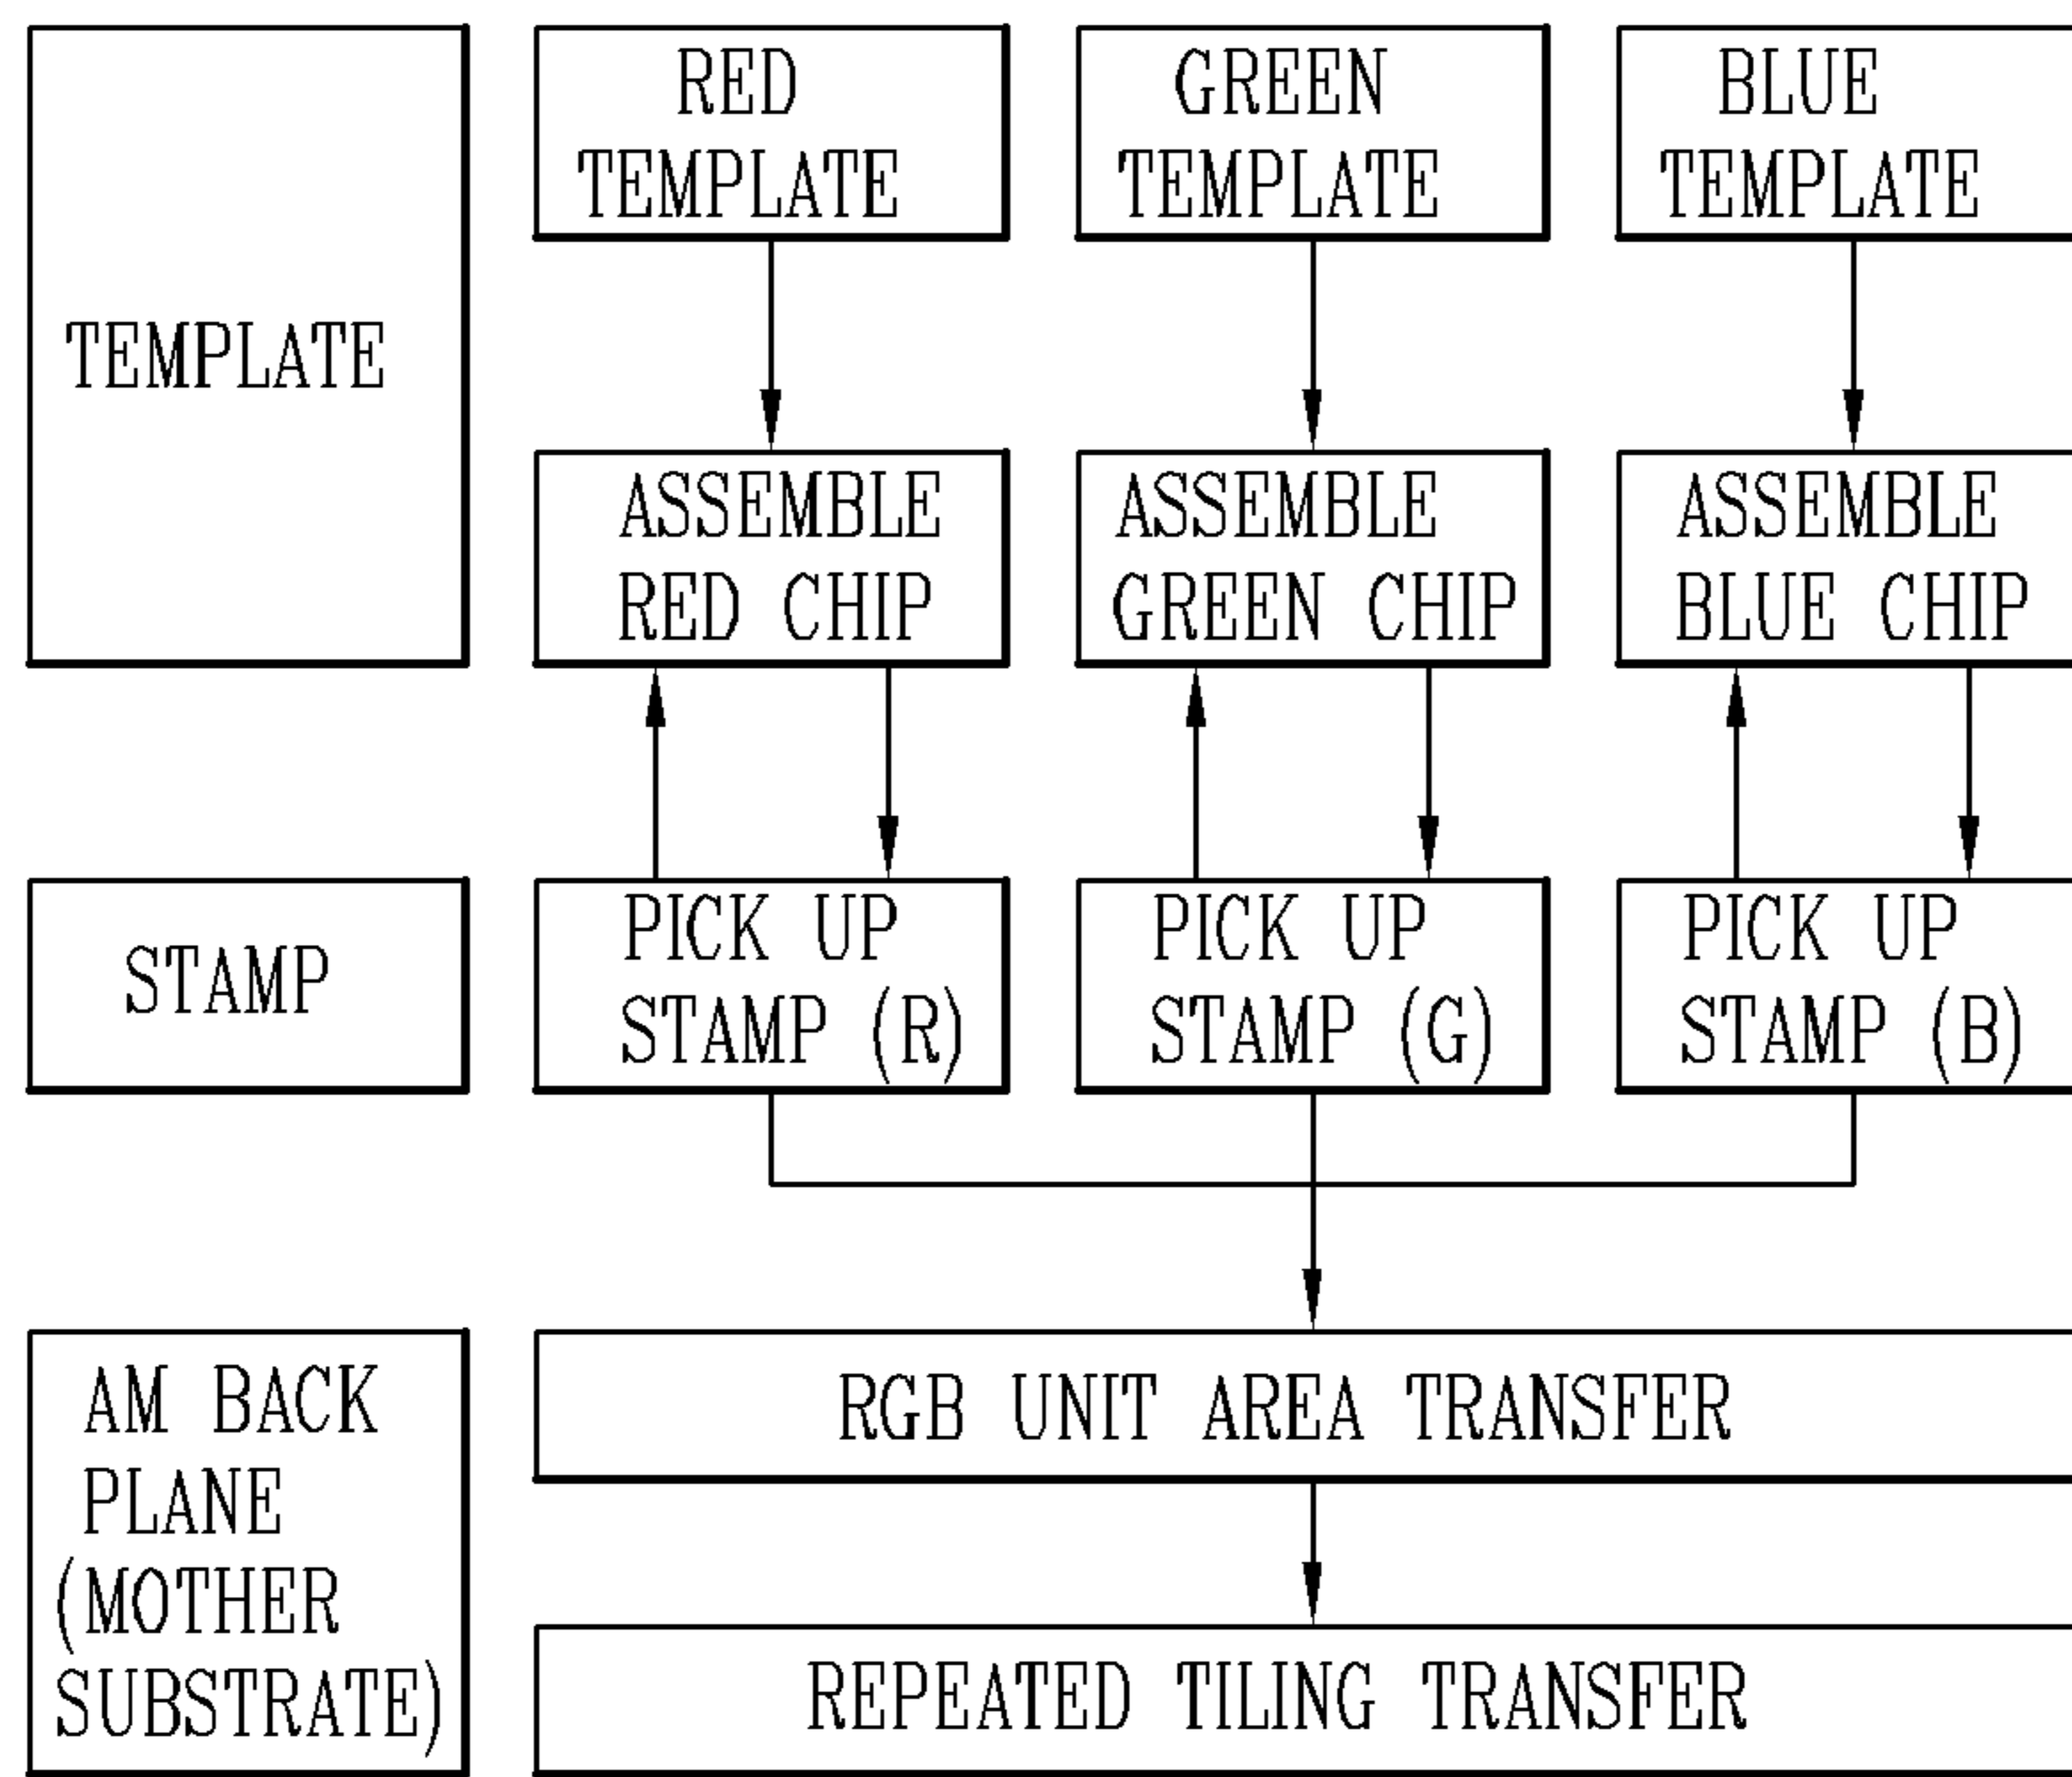 TEMPLATE
RED
TEMPLATE
GREEN
TEMPLATE
BLUE
TEMPLATE
ASSEMBLE
RED CHIP
ASSEMBLE
GREEN CHIP
ASSEMBLE
BLUE CHIP
STAMP
PICK UP
STAMP (R)
PICK UP
STAMP (G)
PICK UP
STAMP (B)
AM BACK
PLANE
(MOTHER
SUBSTRATE)
RGB UNIT AREA TRANSFER
REPEATED TILING TRANSFER